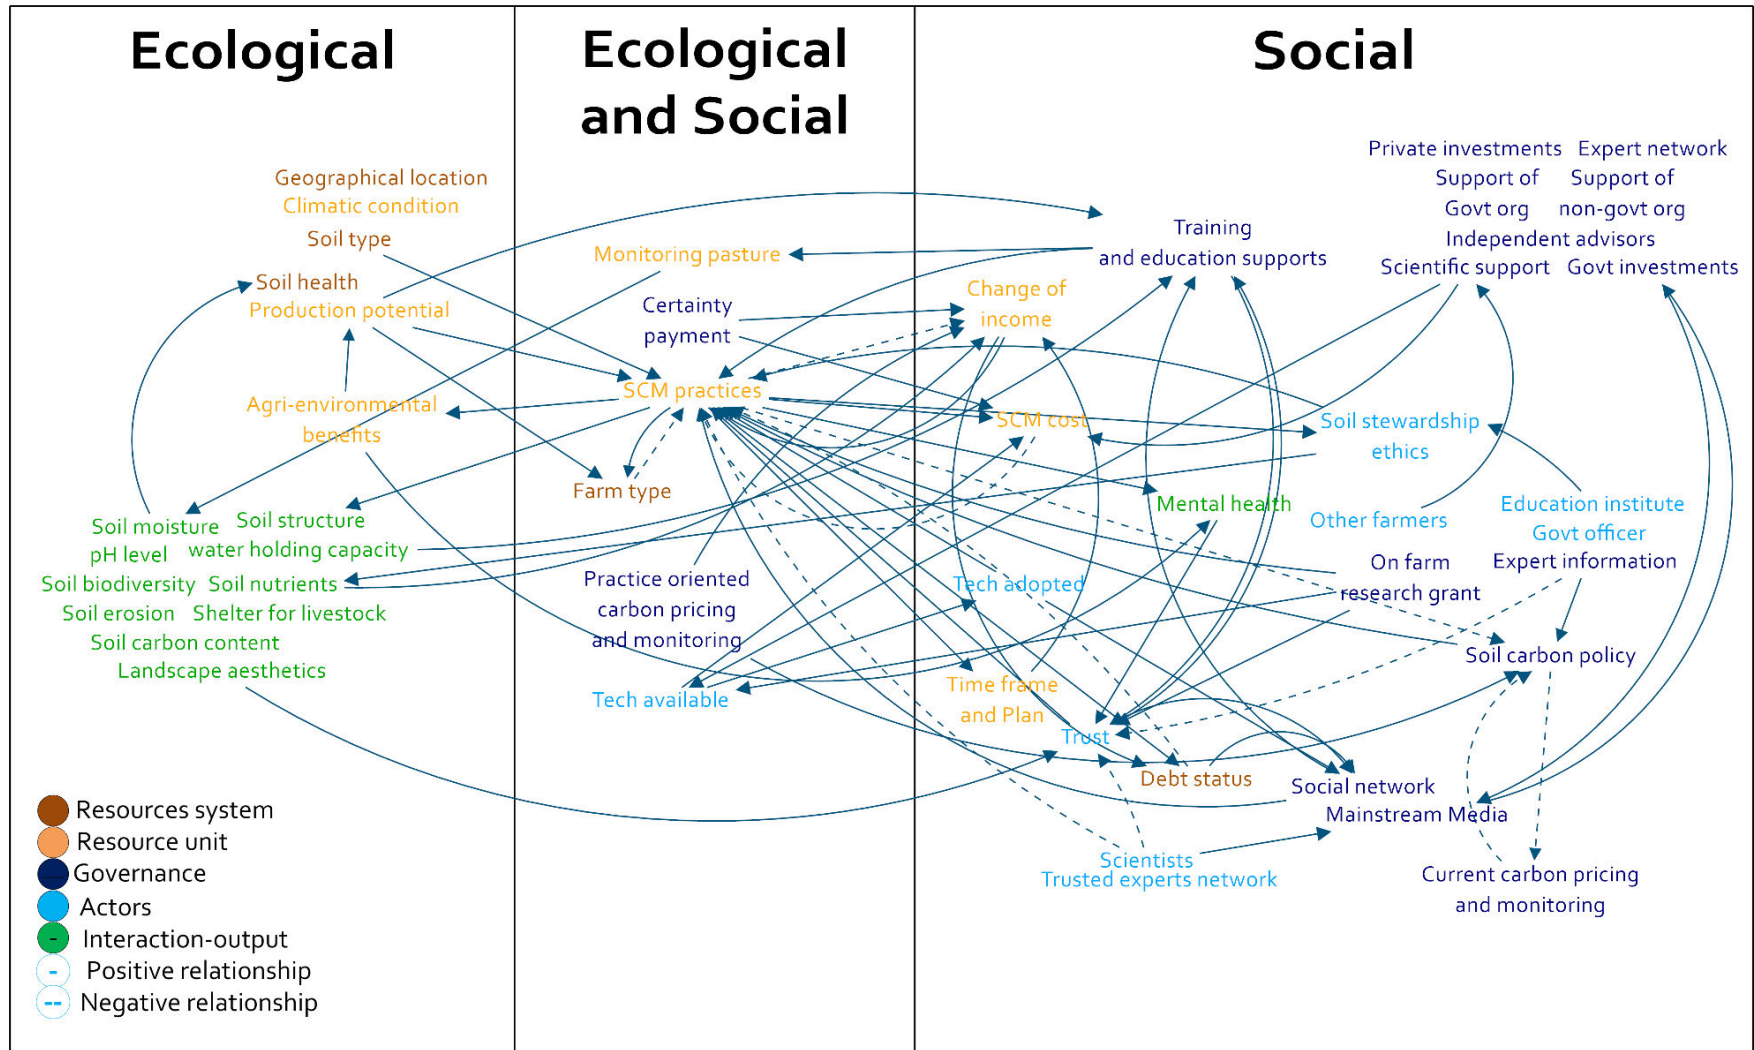 Ecological
Ecological
and Social
Social
Geographical location
Climatic condition
Soil type
Soil health
Production potential
Agri-environmental
benefits
Soil moisture
Soil structure
pH level
water holding capacity
Soil biodiversity
Soil nutrients
Soil erosion
Shelter for livestock
Soil carbon content
Landscape aesthetics
Monitoring pasture
Certainty
payment
SCM practices
Farm type
Practice oriented
carbon pricing
and monitoring
Tech available
Private investments
Expert network
Support of
Govt org
Support of
non-govt org
Independent advisors
Scientific support
Govt investments
Training
and education supports
Change of
income
SCM cost
Soil stewardship
ethics
Mental health
Other farmers
Education institute
Govt officer
Expert information
On farm
research grant
Tech adopted
Soil carbon policy
Time frame
and Plan
Trust
Debt status
Social network
Mainstream Media
Scientists
Trusted experts network
Current carbon pricing
and monitoring
Resources system
Resource unit
Governance
Actors
- Interaction-output
- Positive relationship
-- Negative relationship